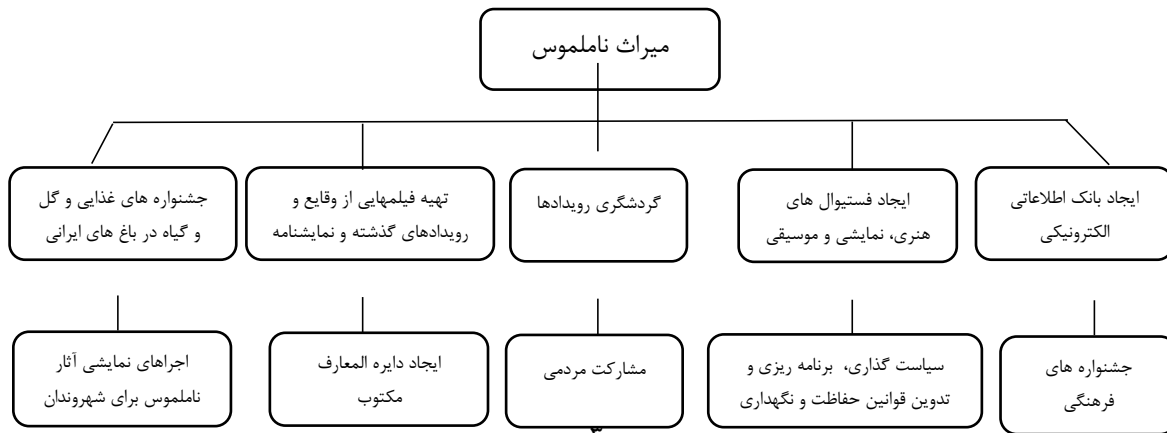 میراث ناملموس
ایجاد بانک اطلاعاتی
الکترونیکی
ایجاد فستیوال های
هنری، نمایشی و موسیقی
گردشگری رویدادها
تهیه فیلمهایی از وقایع و
رویدادهای گذشته و نمایشنامه
جشنواره های غذایی و گل
و گیاه در باغ های ایرانی
جشنواره های
فرهنگی
سیاست گذاری، برنامه ریزی و
تدوین قوانین حفاظت و نگهداری
مشارکت مردمی
ایجاد دایره المعارف
مکتوب
اجراهای نمایشی آثار
ناملموس برای شهروندان